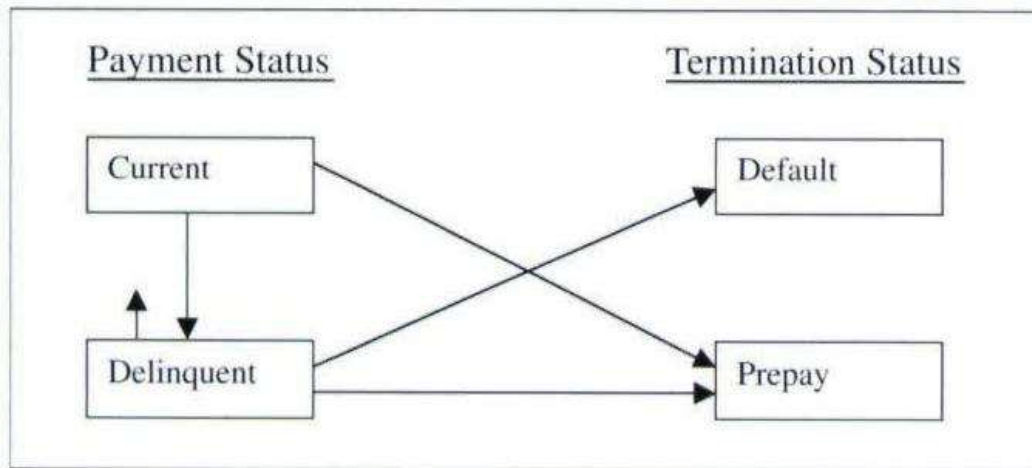 Payment Status
Termination Status
Current
Default
Delinquent
Prepay